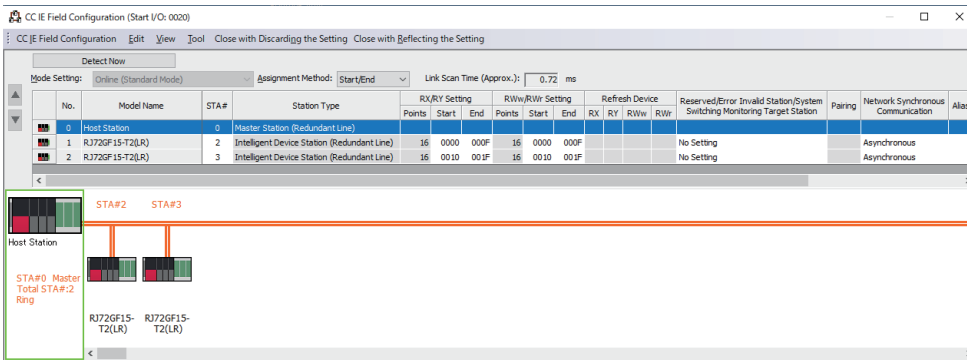 CC IE Field Configuration (Start I/O: 0020)
CC IE Field Configuration Edit View Tool Close with Discarding the Setting Close with Reflecting the Setting
Detect Now
Mode Setting: Online (Standard Mode) Assignment Method: Start/End Link Scan Time (Approx.): 0.72 ms
No. Model Name STA# Station Type RX/RY Setting RWw/RWr Setting Refresh Device Reserved/Error Invalid Station/System Switching Monitoring Target Station Pairing Network Synchronous Communication Alias
Points Start End Points Start End RX RY RWw RWr
0 Host Station 0 Master Station (Redundant Line)
1 RJ72GF15-T2(LR) 2 Intelligent Device Station (Redundant Line) 16 0000 000F 16 0000 000F No Setting Asynchronous
2 RJ72GF15-T2(LR) 3 Intelligent Device Station (Redundant Line) 16 0010 001F 16 0010 001F No Setting Asynchronous
STA#2 STA#3
Host Station
STA#0 Master
Total STA#:2
Ring
RJ72GF15- RJ72GF15-
T2(LR) T2(LR)